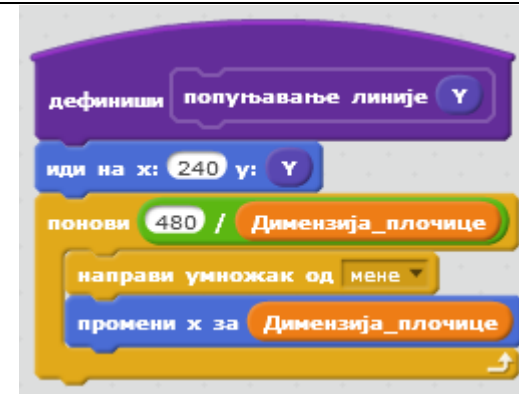 дефиниши попуњавање линије Y
иди на x: 240 y: Y
понови 480 / Димензија_плочице
направи умножак од мене
промени x за Димензија_плочице